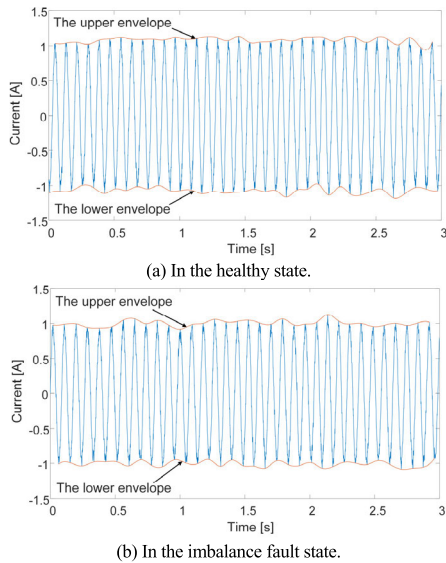 The upper envelope
1.5
1
0.5
0
-0.5
-1
-1.5
Current [A]
The lower envelope
0 0.5 1 1.5 2 2.5 3
Time [s]
(a) In the healthy state.
The upper envelope
1.5
1
0.5
0
-0.5
-1
-1.5
Current [A]
The lower envelope
0 0.5 1 1.5 2 2.5 3
Time [s]
(b) In the imbalance fault state.